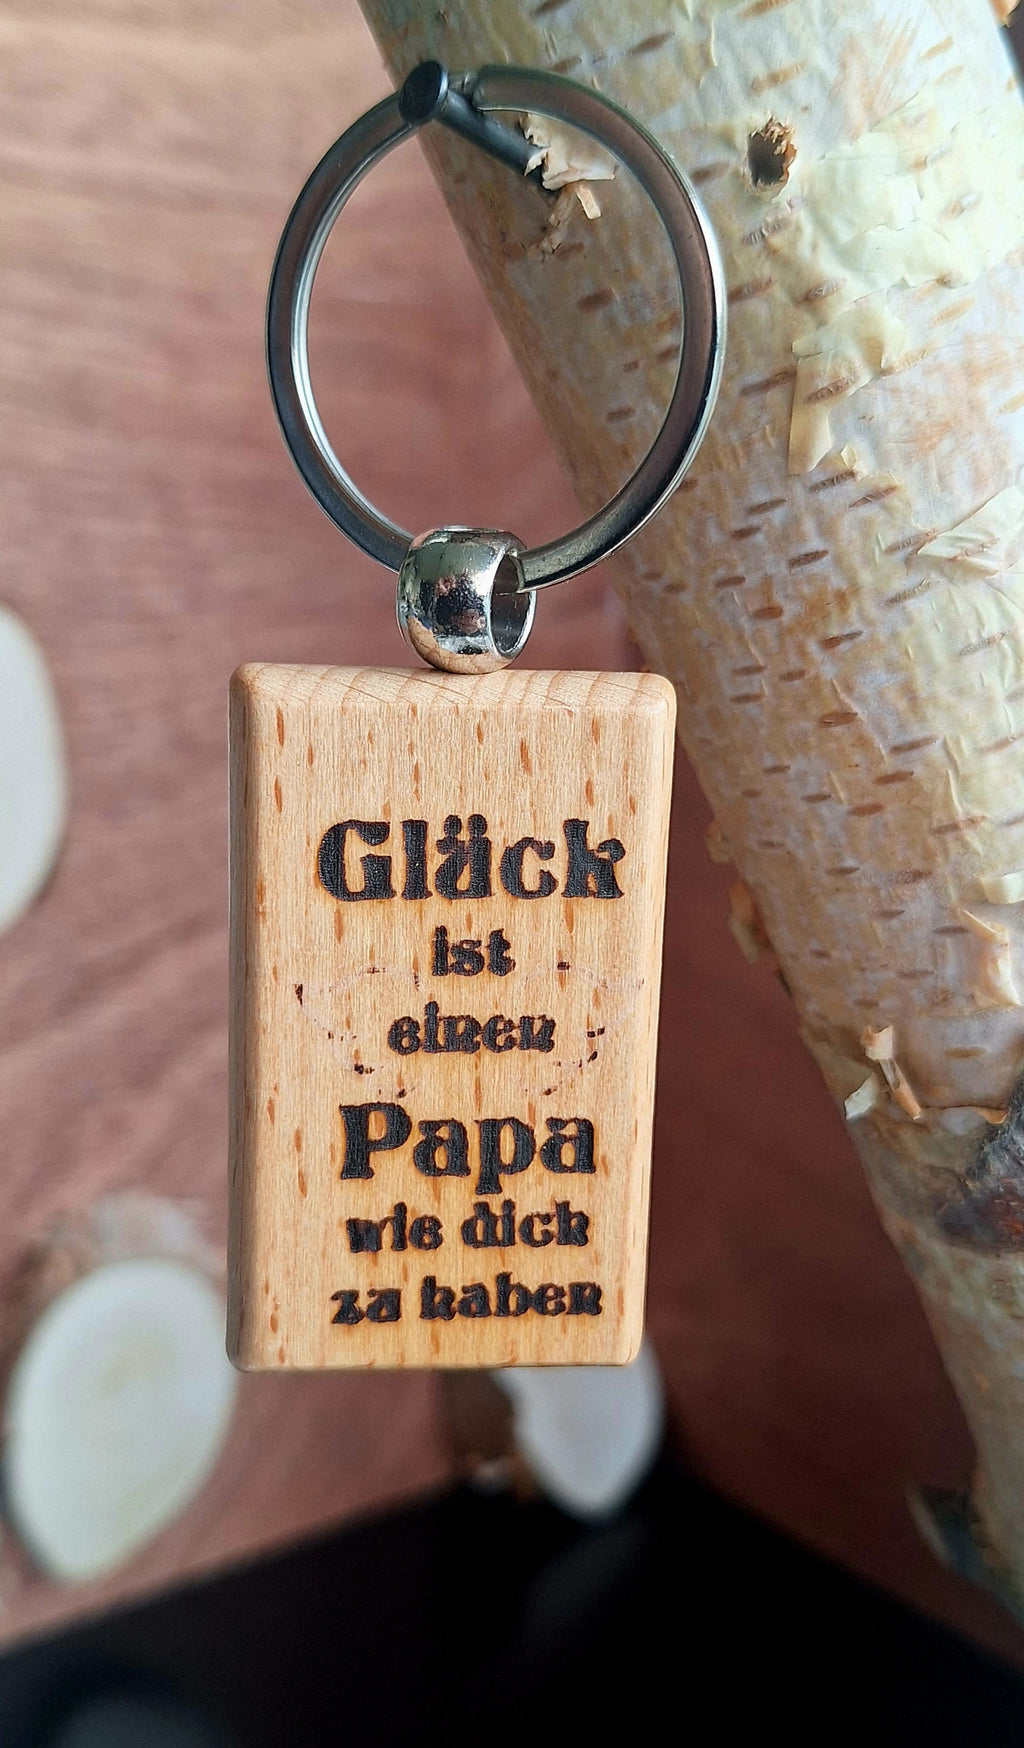 Glück
ist
einen
Papa
wie dich
zu haben